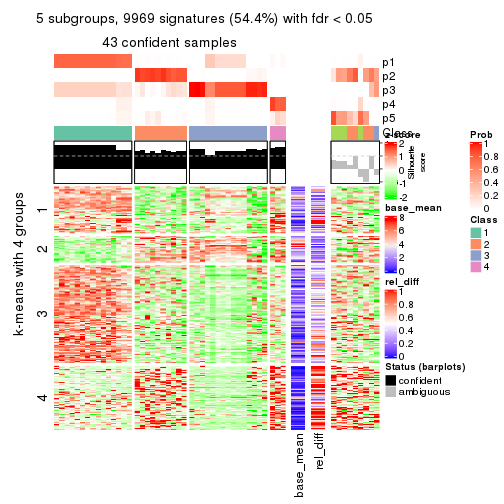 5 subgroups, 9969 signatures (54.4%) with fdr < 0.05
43 confident samples
p1
p2
p3
p4
p5
Class
k-means with 4 groups
1
2
3
4
base_mean
rel_diff
z-score
2
1
0
-1
-2
Silhouette
score
base_mean
8
6
4
2
0
rel_diff
1
0.8
0.6
0.4
0.2
0
Status (barplots)
confident
ambiguous
Prob
1
0.8
0.6
0.4
0.2
0
Class
1
2
3
4